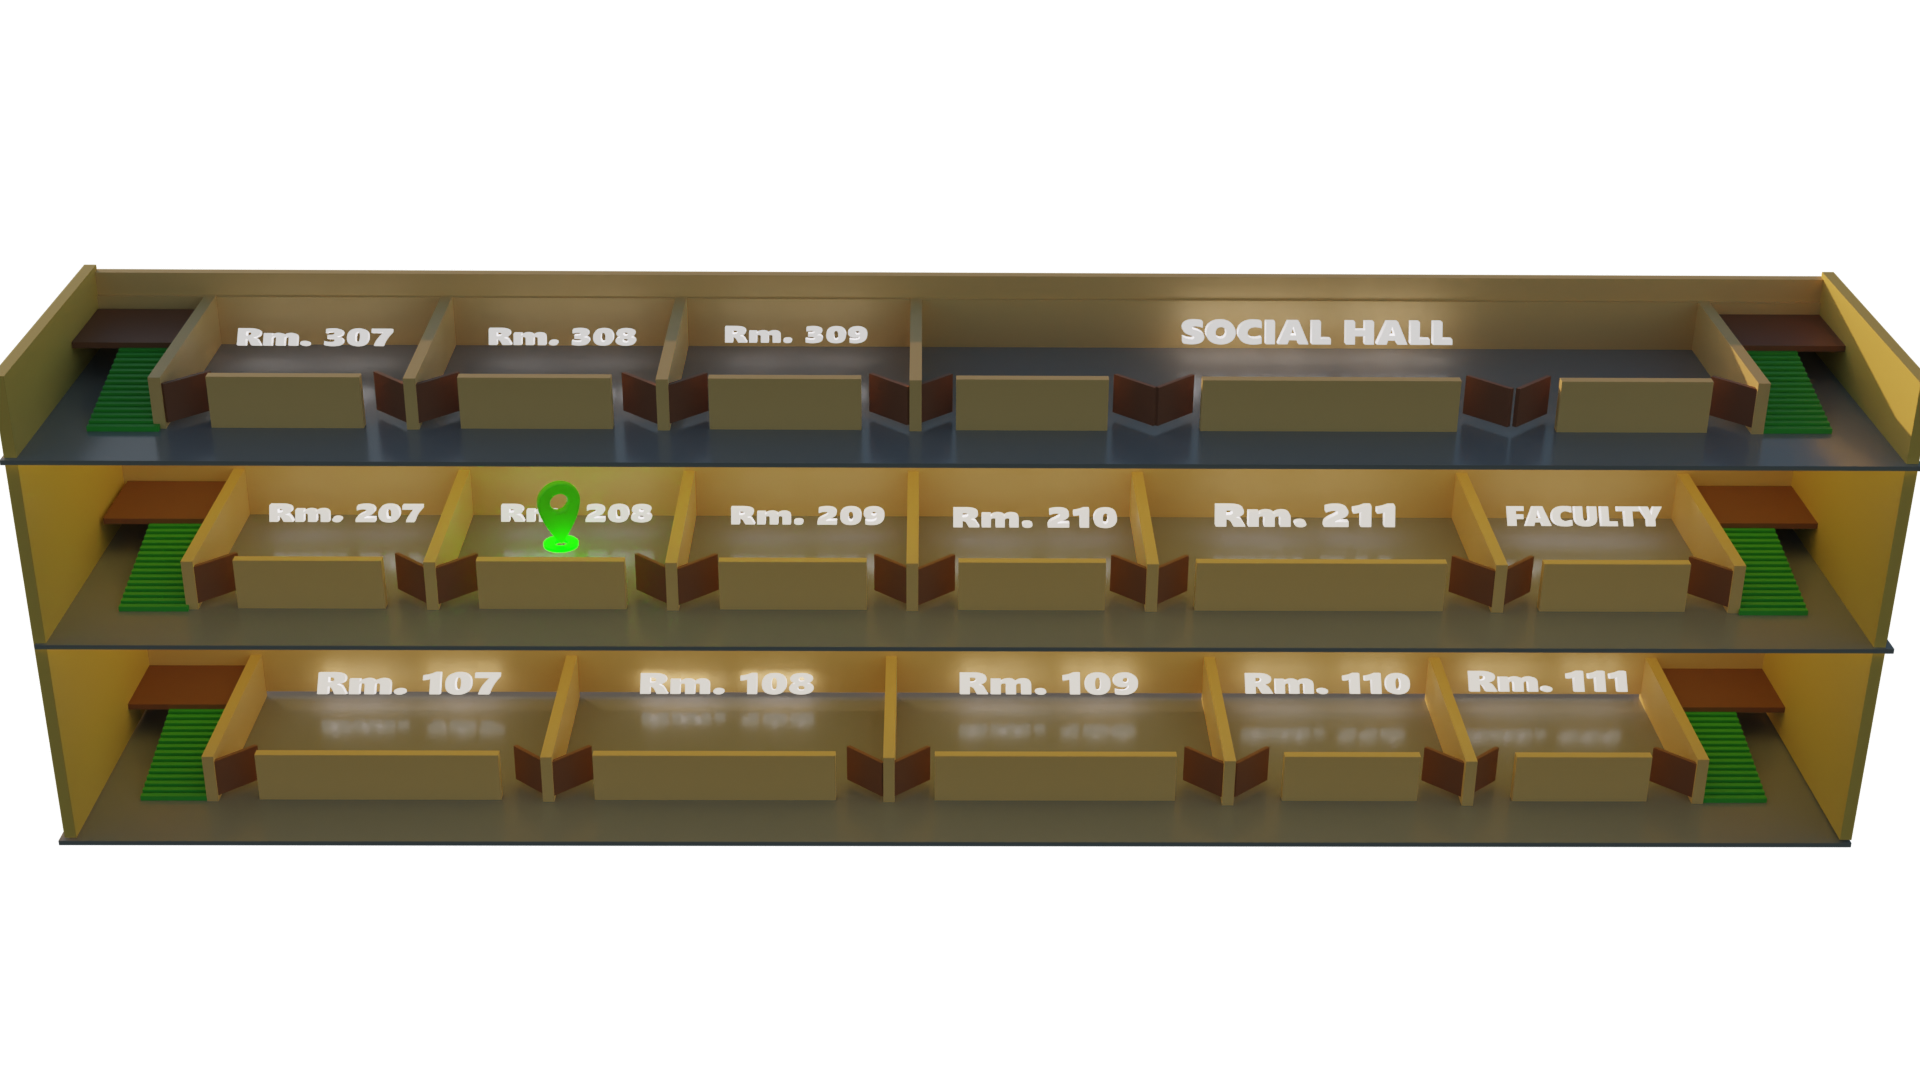 Rm. 307
Rm. 308
Rm. 309
SOCIAL HALL
Rm. 207
Rm. 208
Rm. 209
Rm. 210
Rm. 211
FACULTY
Rm. 107
Rm. 108
Rm. 109
Rm. 110
Rm. 111